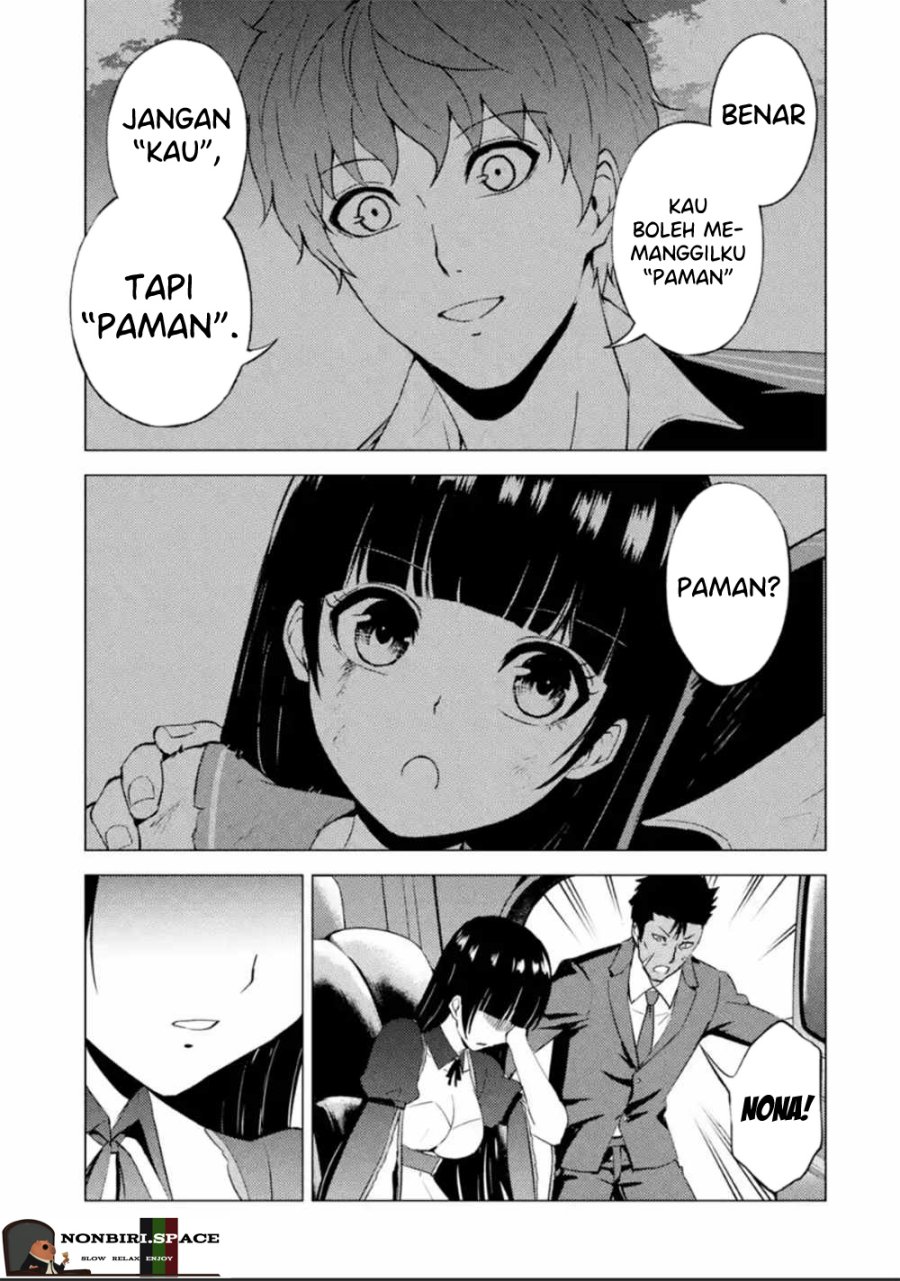 BENAR
KAU
BOLEH ME-
MANGGILKU
"PAMAN"
JANGAN
"KAU",
TAPI
"PAMAN".
PAMAN?
NONA!
NONBIRI.SPACE
SLOW RELAX ENJOY